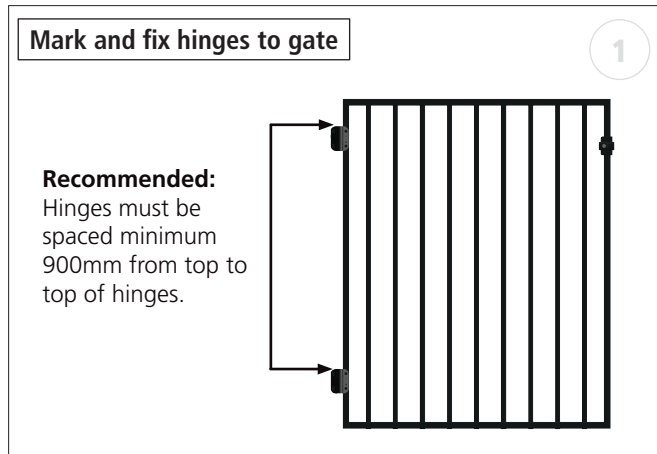 Mark and fix hinges to gate
1
Recommended:
Hinges must be
spaced minimum
900mm from top to
top of hinges.